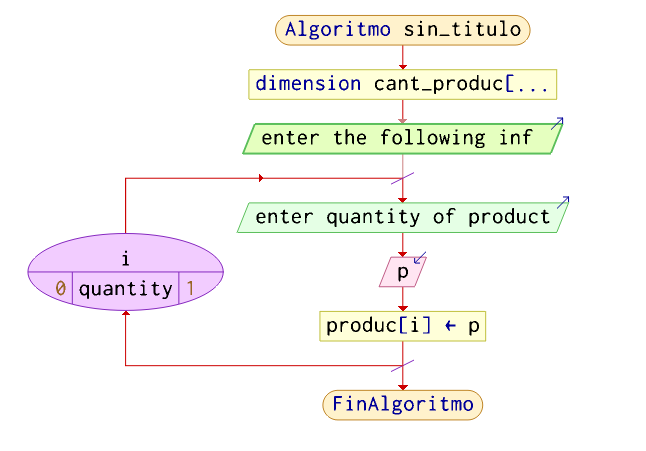 Algoritmo sin_titulo
dimension cant_produc[...
enter the following inf
enter quantity of product
i
0 quantity 1
p
produc[i] ← p
FinAlgoritmo